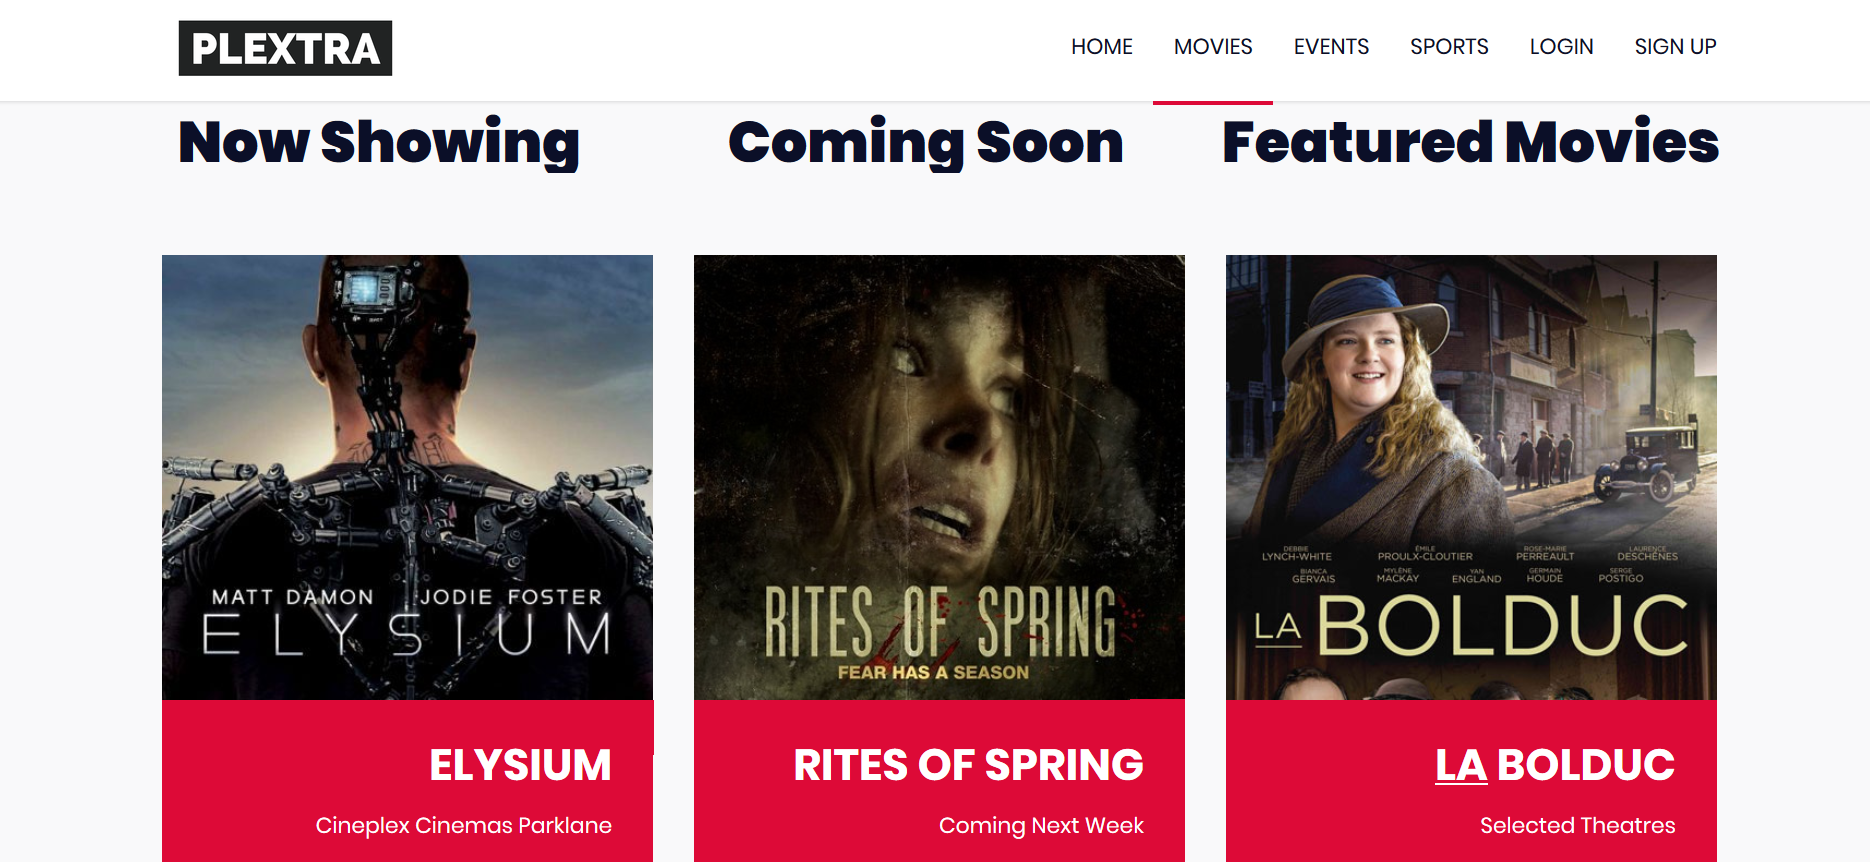 PLEXTRA
HOME MOVIES EVENTS SPORTS LOGIN SIGN UP
Now Showing
Coming Soon
Featured Movies
MATT DAMON JODIE FOSTER
ELYSIUM
ELYSIUM
Cineplex Cinemas Parklane
RITES OF SPRING
FEAR HAS A SEASON
RITES OF SPRING
Coming Next Week
DEBBIE LYNCH-WHITE ÉMILE PROULX-CLOUTIER ROSE-MARIE PERREAULT LAURENCE DESCHÊNES
BIANCA GERVAIS MYLÈNE MACKAY YAN ENGLAND GERMAIN HOUDE SERGE POSTIGO
LA BOLDUC
LA BOLDUC
Selected Theatres